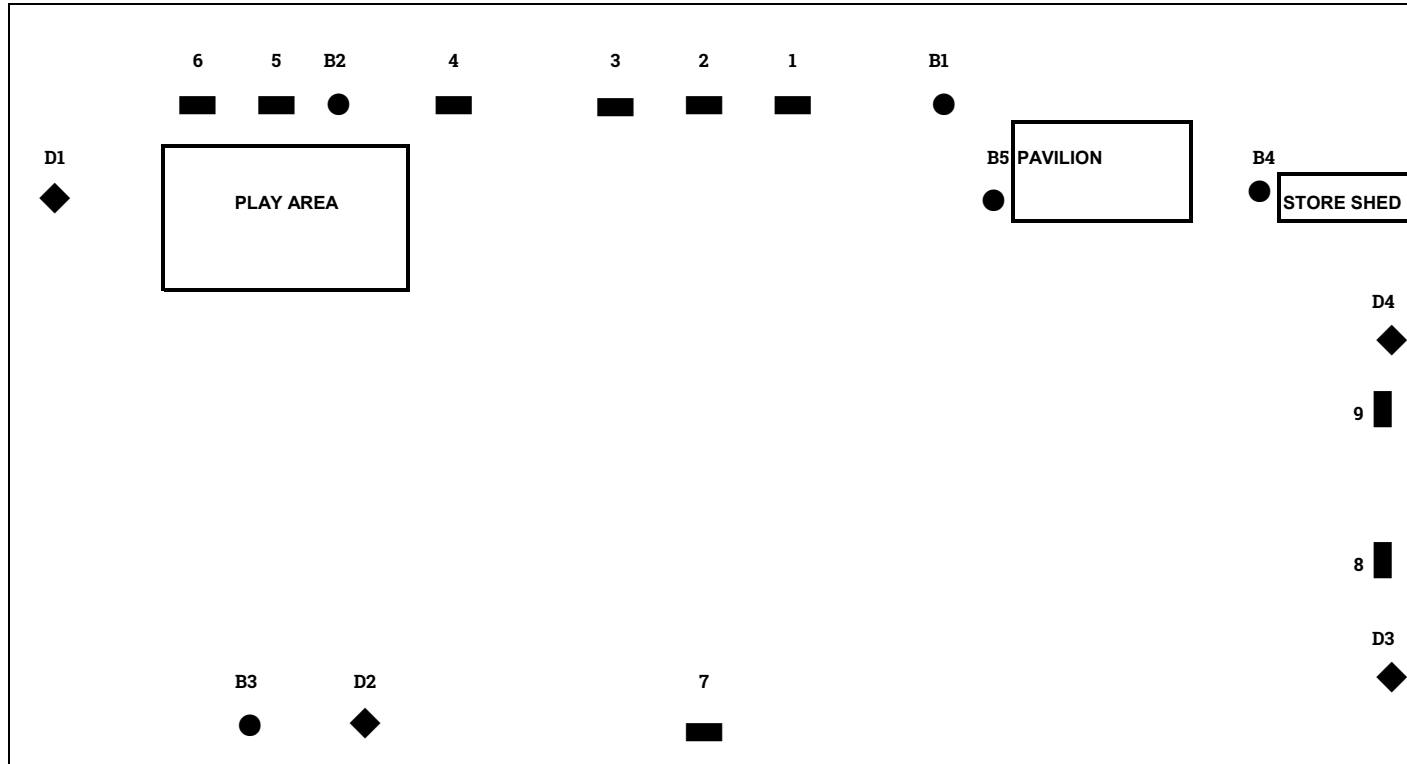 6 5 B2 4 3 2 1 B1
D1 B5 PAVILION B4
PLAY AREA STORE SHED
D4
9
8
D3
B3 D2 7